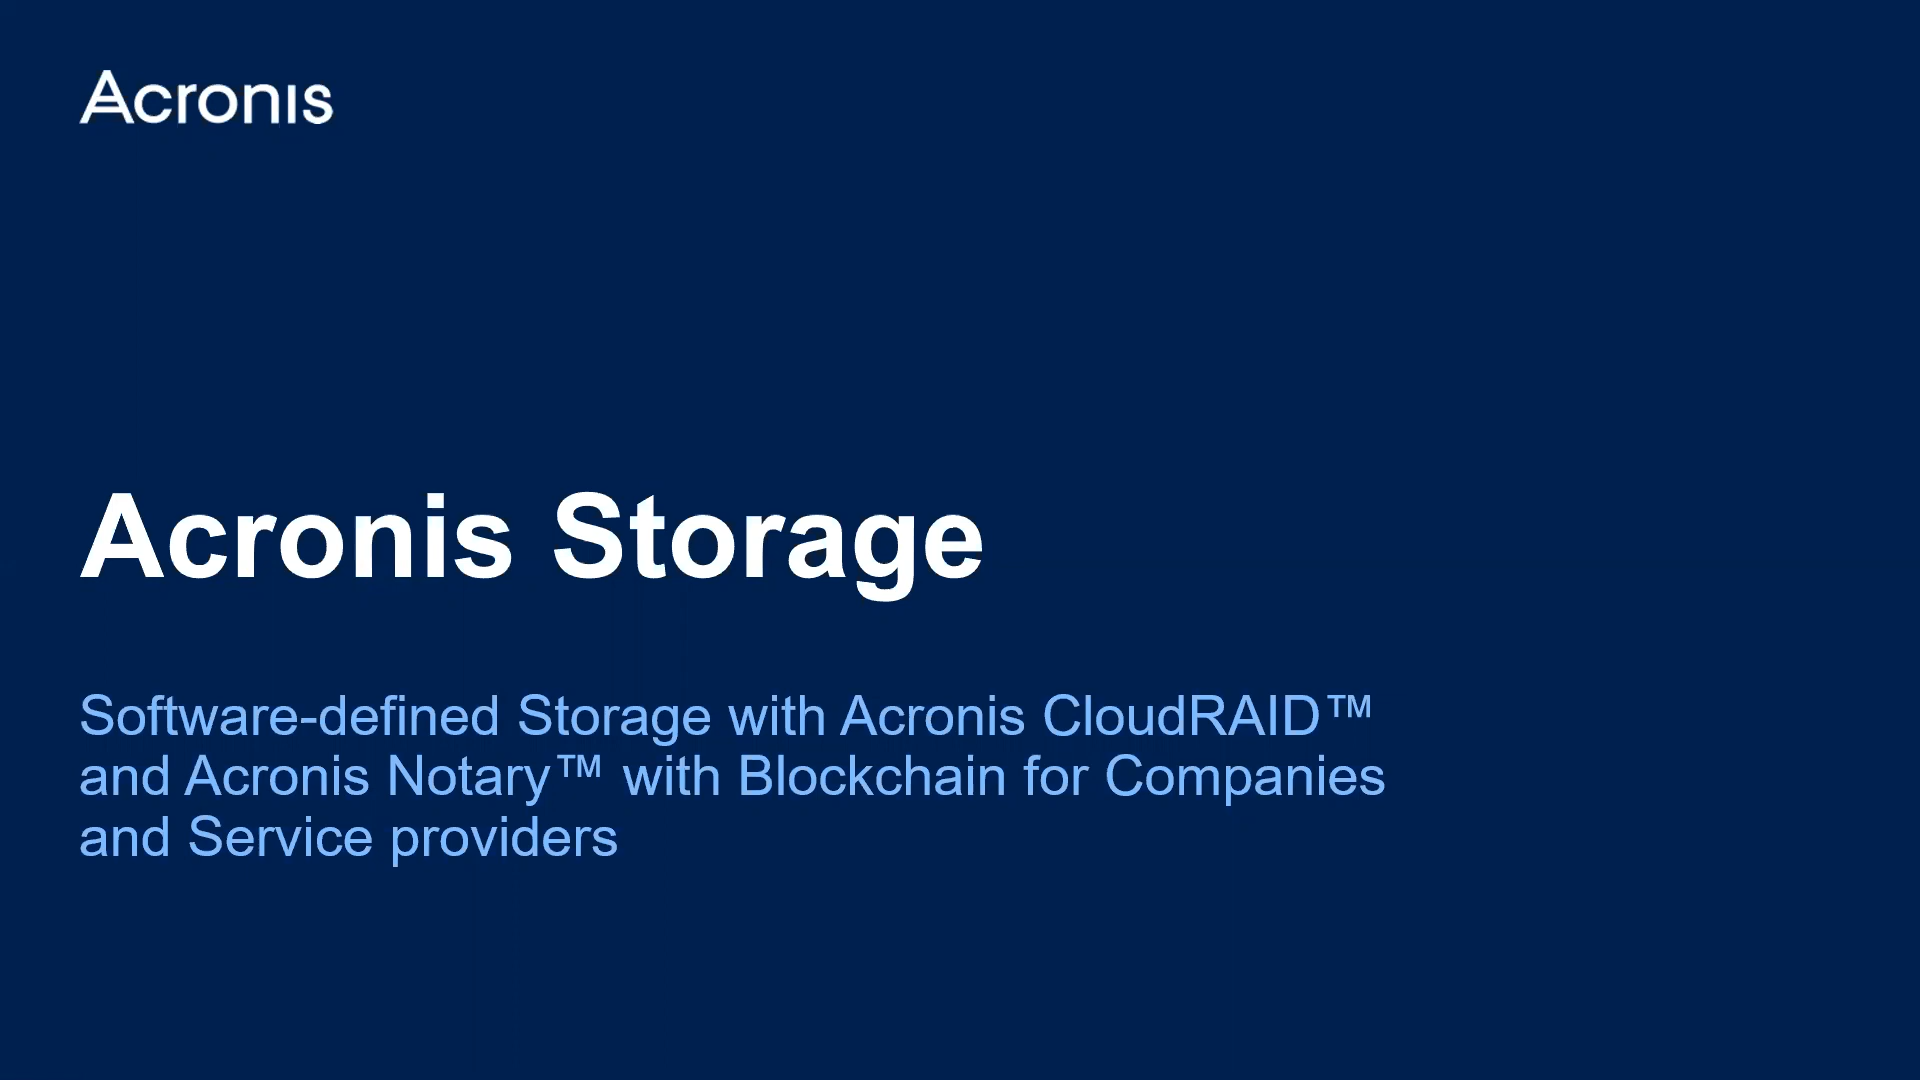 Acronis
Acronis Storage
Software-defined Storage with Acronis CloudRAID™
and Acronis Notary™ with Blockchain for Companies
and Service providers